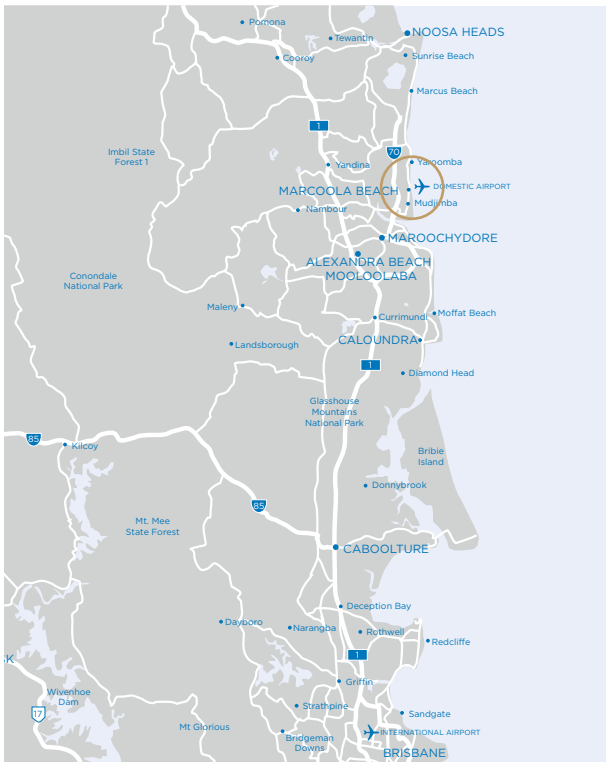 Pomona
NOOSA HEADS
Tewantin
Sunrise Beach
Cooroy
Marcus Beach
1
70
Imbil State
Forest 1
Yandina
Yaroomba
DOMESTIC AIRPORT
MARCOOLA BEACH
Mudjimba
Nambour
MAROOCHYDORE
ALEXANDRA BEACH
MOOLOOLABA
Conondale
National Park
Maleny
Currimundi
Moffat Beach
Landsborough
CALOUNDRA
1
Diamond Head
Glasshouse
Mountains
National Park
85
Kilcoy
Bribie
Island
Donnybrook
85
Mt. Mee
State Forest
CABOOLTURE
Deception Bay
Dayboro
Narangba
Rothwell
Redcliffe
1
SK
Griffin
Wivenhoe
Dam
Strathpine
17
Sandgate
Mt Glorious
Bridgeman
Downs
INTERNATIONAL AIRPORT
BRISBANE